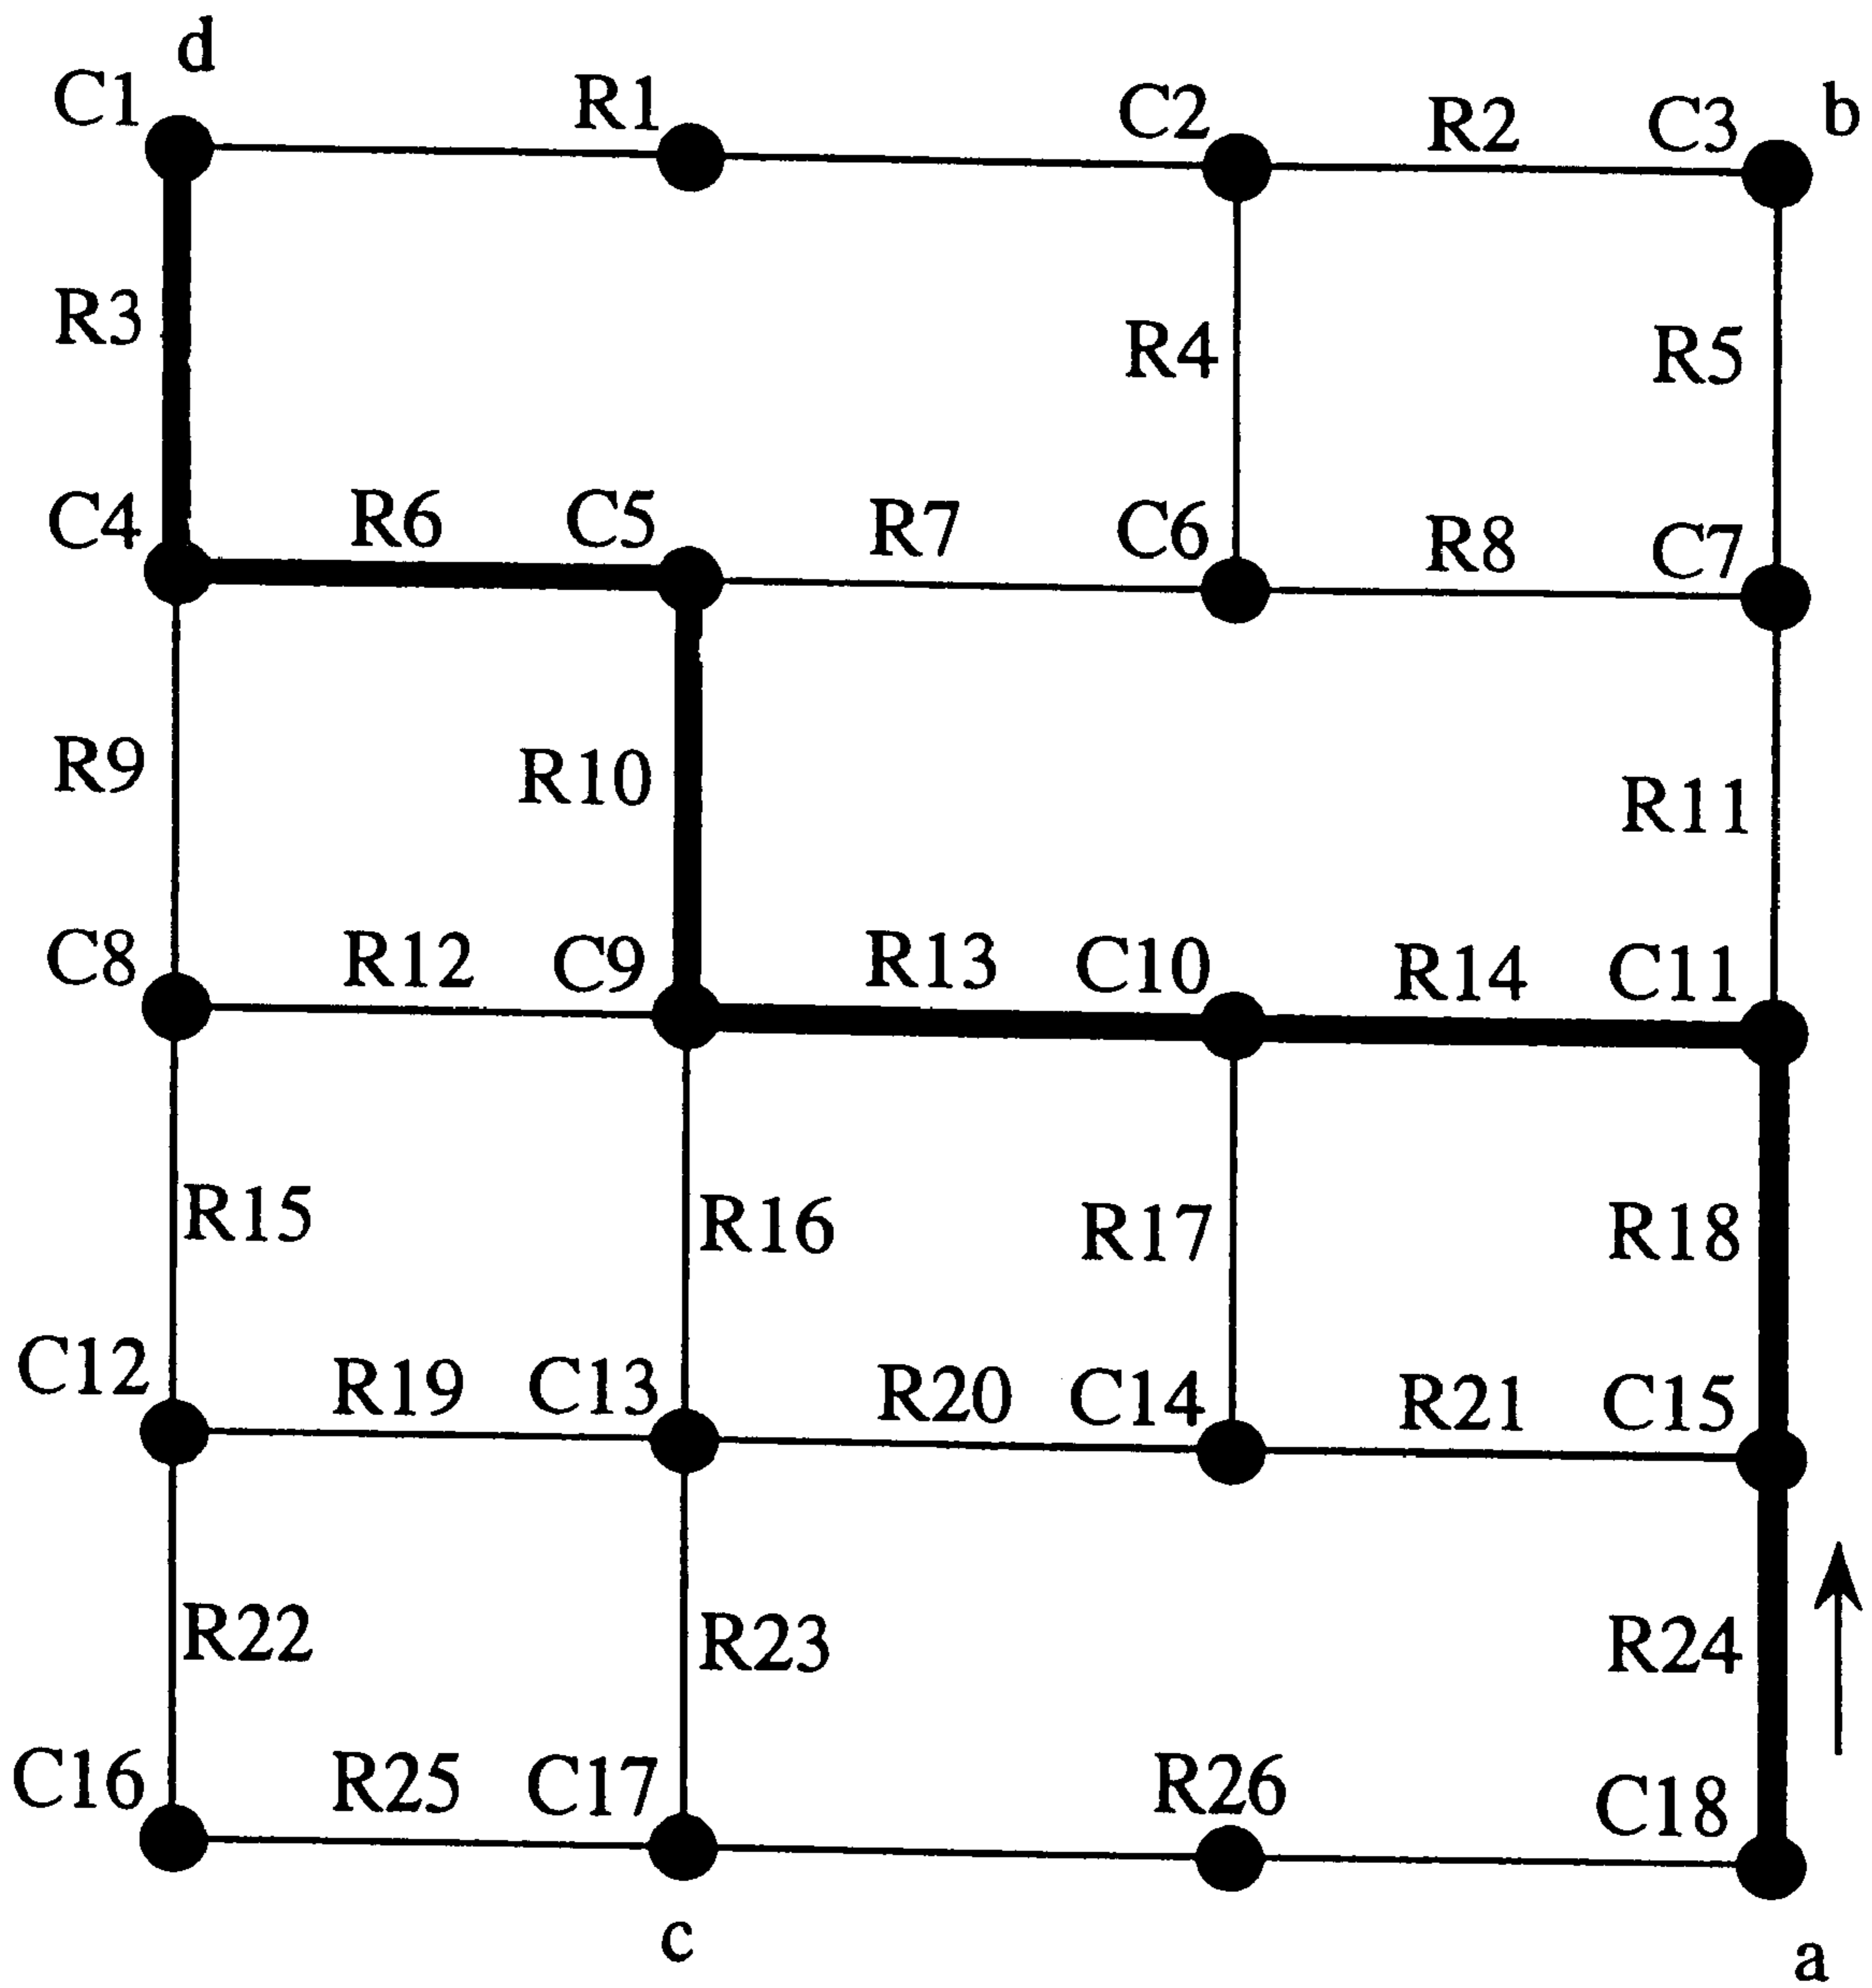 d
C1 R1 C2 R2 C3 b
R3 R4 R5
C4 R6 C5 R7 C6 R8 C7
R9 R10 R11
C8 R12 C9 R13 C10 R14 C11
R15 R16 R17 R18
C12 R19 C13 R20 C14 R21 C15
R22 R23 R24
C16 R25 C17 R26 C18
c a